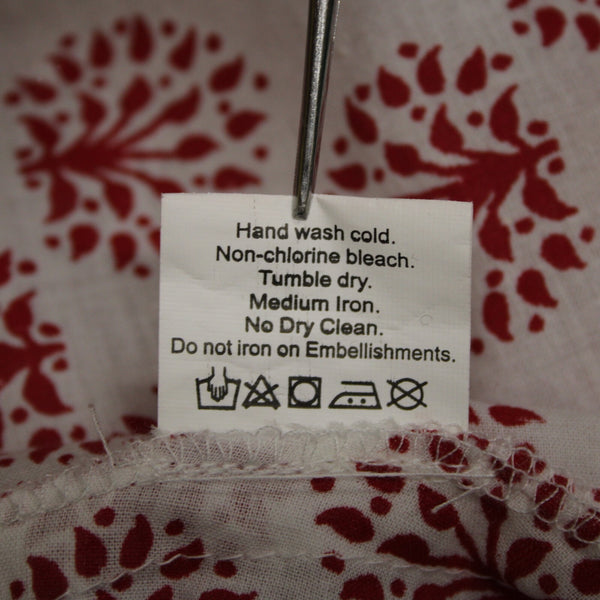 Hand wash cold.
Non-chlorine bleach.
Tumble dry.
Medium Iron.
No Dry Clean.
Do not iron on Embellishments.